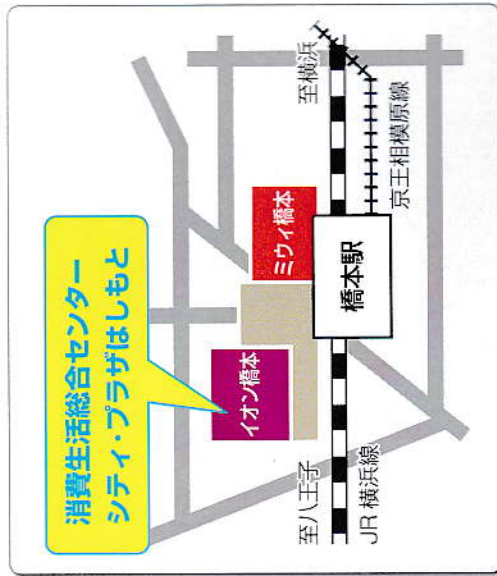 消費生活総合センター
シティ・プラザはしもと
イオン橋本
ミウィ橋本
橋本駅
至八王子
JR 横浜線
至横浜
京王相模原線